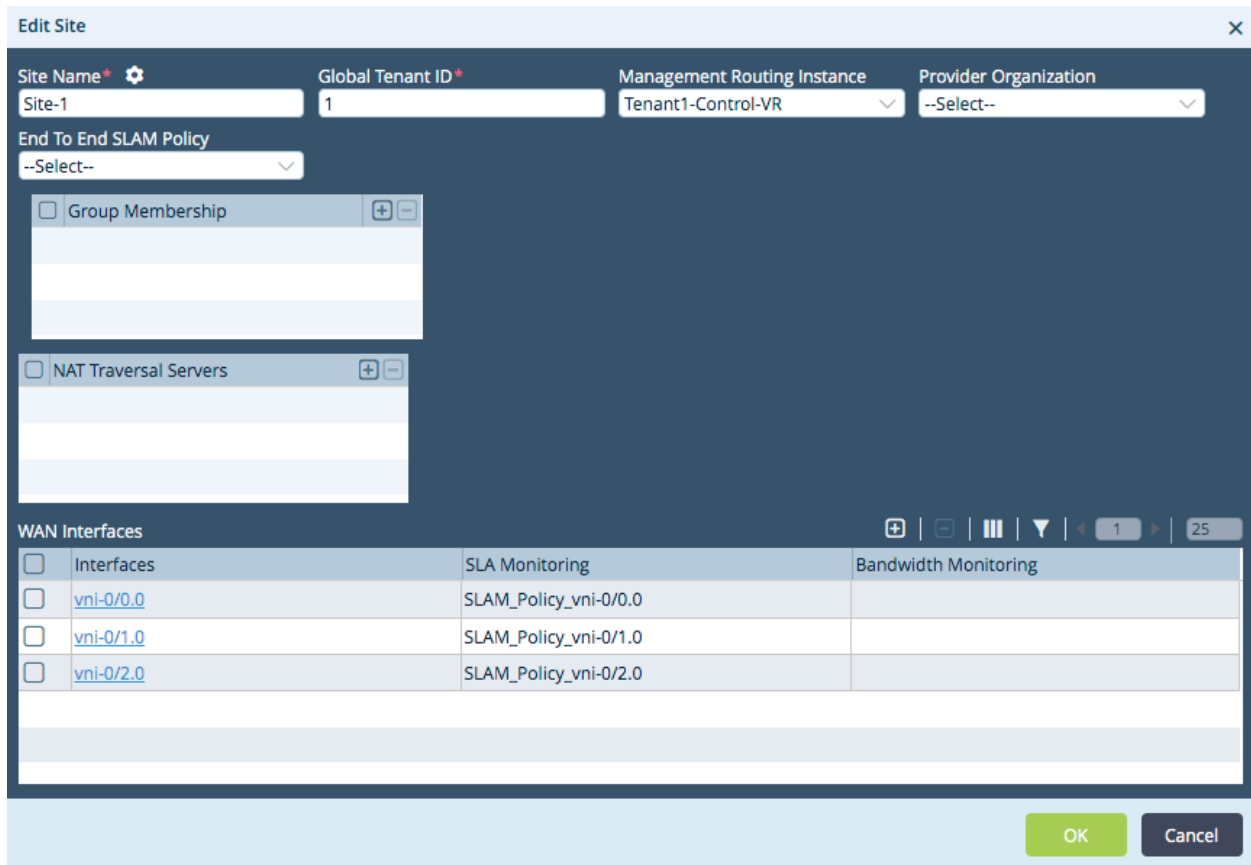 Edit Site
Site Name* Global Tenant ID* Management Routing Instance Provider Organization
Site-1 1 Tenant1-Control-VR --Select--
End To End SLAM Policy
--Select--
Group Membership
NAT Traversal Servers
WAN Interfaces 1 25
Interfaces SLA Monitoring Bandwidth Monitoring
vni-0/0.0 SLAM_Policy_vni-0/0.0
vni-0/1.0 SLAM_Policy_vni-0/1.0
vni-0/2.0 SLAM_Policy_vni-0/2.0
OK Cancel